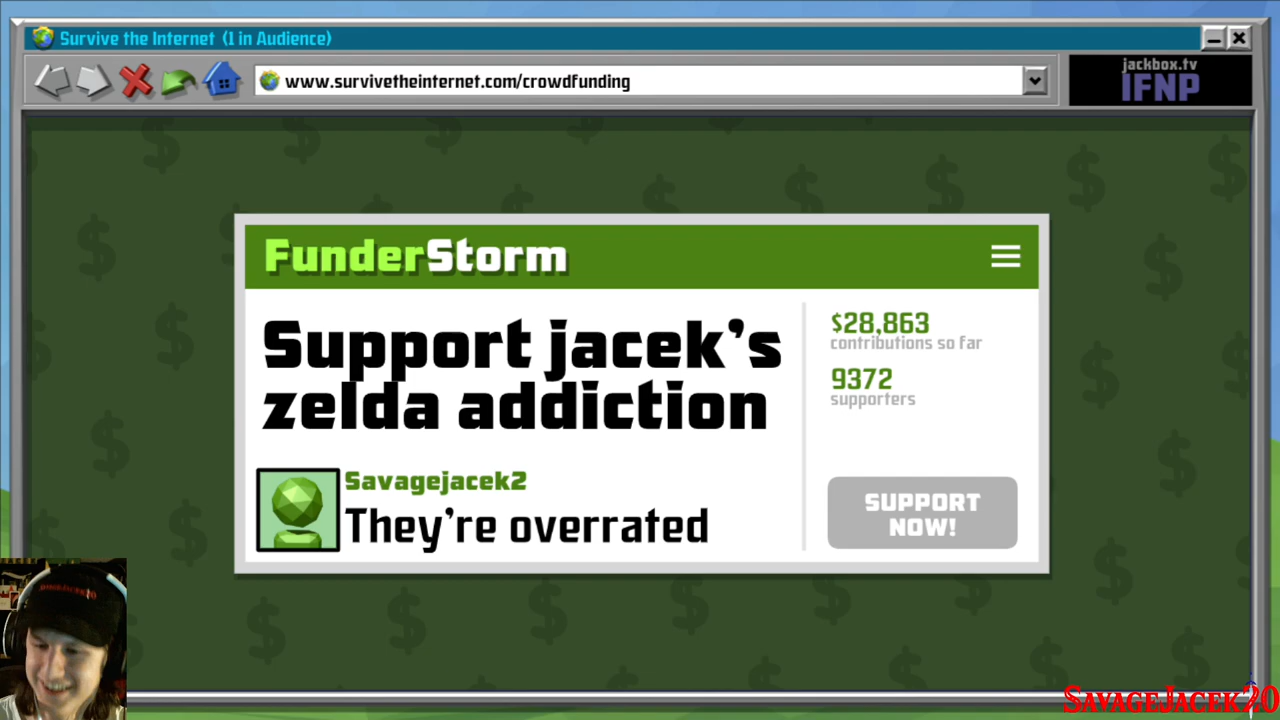 Survive the Internet (1 in Audience)
www.survivetheinternet.com/crowdfunding
jackbox.tv
IFNP
FunderStorm
Support jacek's
zelda addiction
$28,863
contributions so far
9372
supporters
Savagejacek2
They're overrated
SUPPORT
NOW!
SavageJacek20